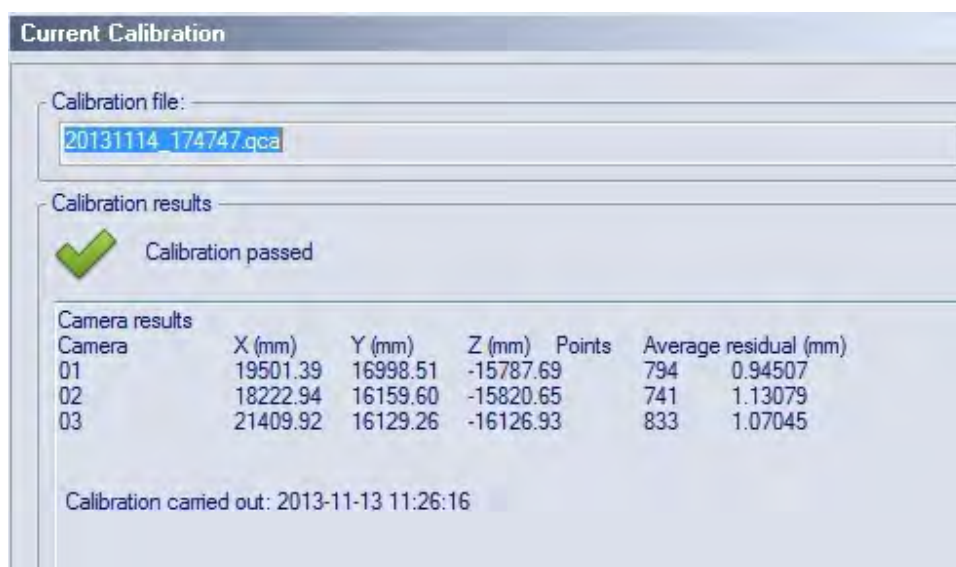 Current Calibration
Calibration file:
20131114_174747.qca
Calibration results
Calibration passed
Camera results
Camera X (mm) Y (mm) Z (mm) Points Average residual (mm)
01 19501.39 16998.51 -15787.69 794 0.94507
02 18222.94 16159.60 -15820.65 741 1.13079
03 21409.92 16129.26 -16126.93 833 1.07045
Calibration carried out: 2013-11-13 11:26:16